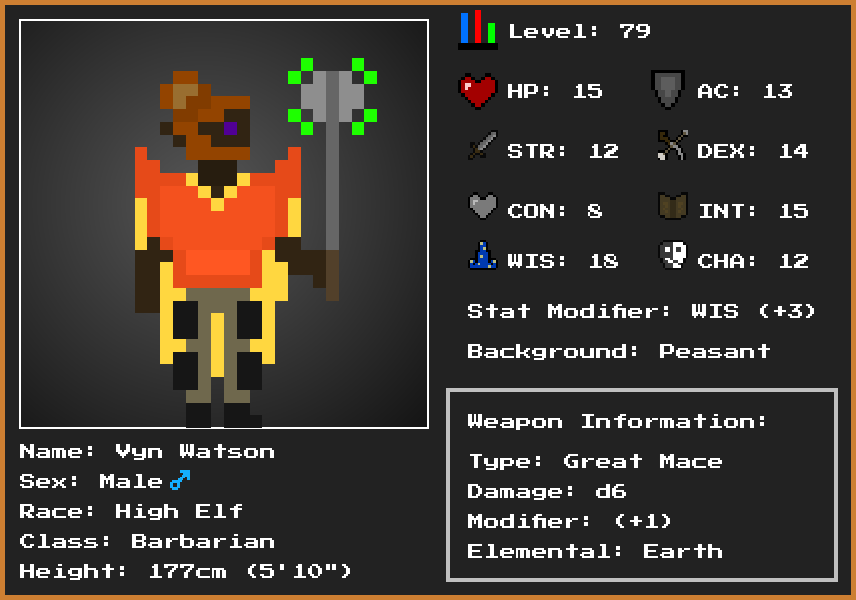 Level: 79
HP: 15
AC: 13
STR: 12
DEX: 14
CON: 8
INT: 15
WIS: 18
CHA: 12
Stat Modifier: WIS (+3)
Background: Peasant
Weapon Information:
Type: Great Mace
Damage: d6
Modifier: (+1)
Elemental: Earth
Name: Vyn Watson
Sex: Male ♂
Race: High Elf
Class: Barbarian
Height: 177cm (5'10")